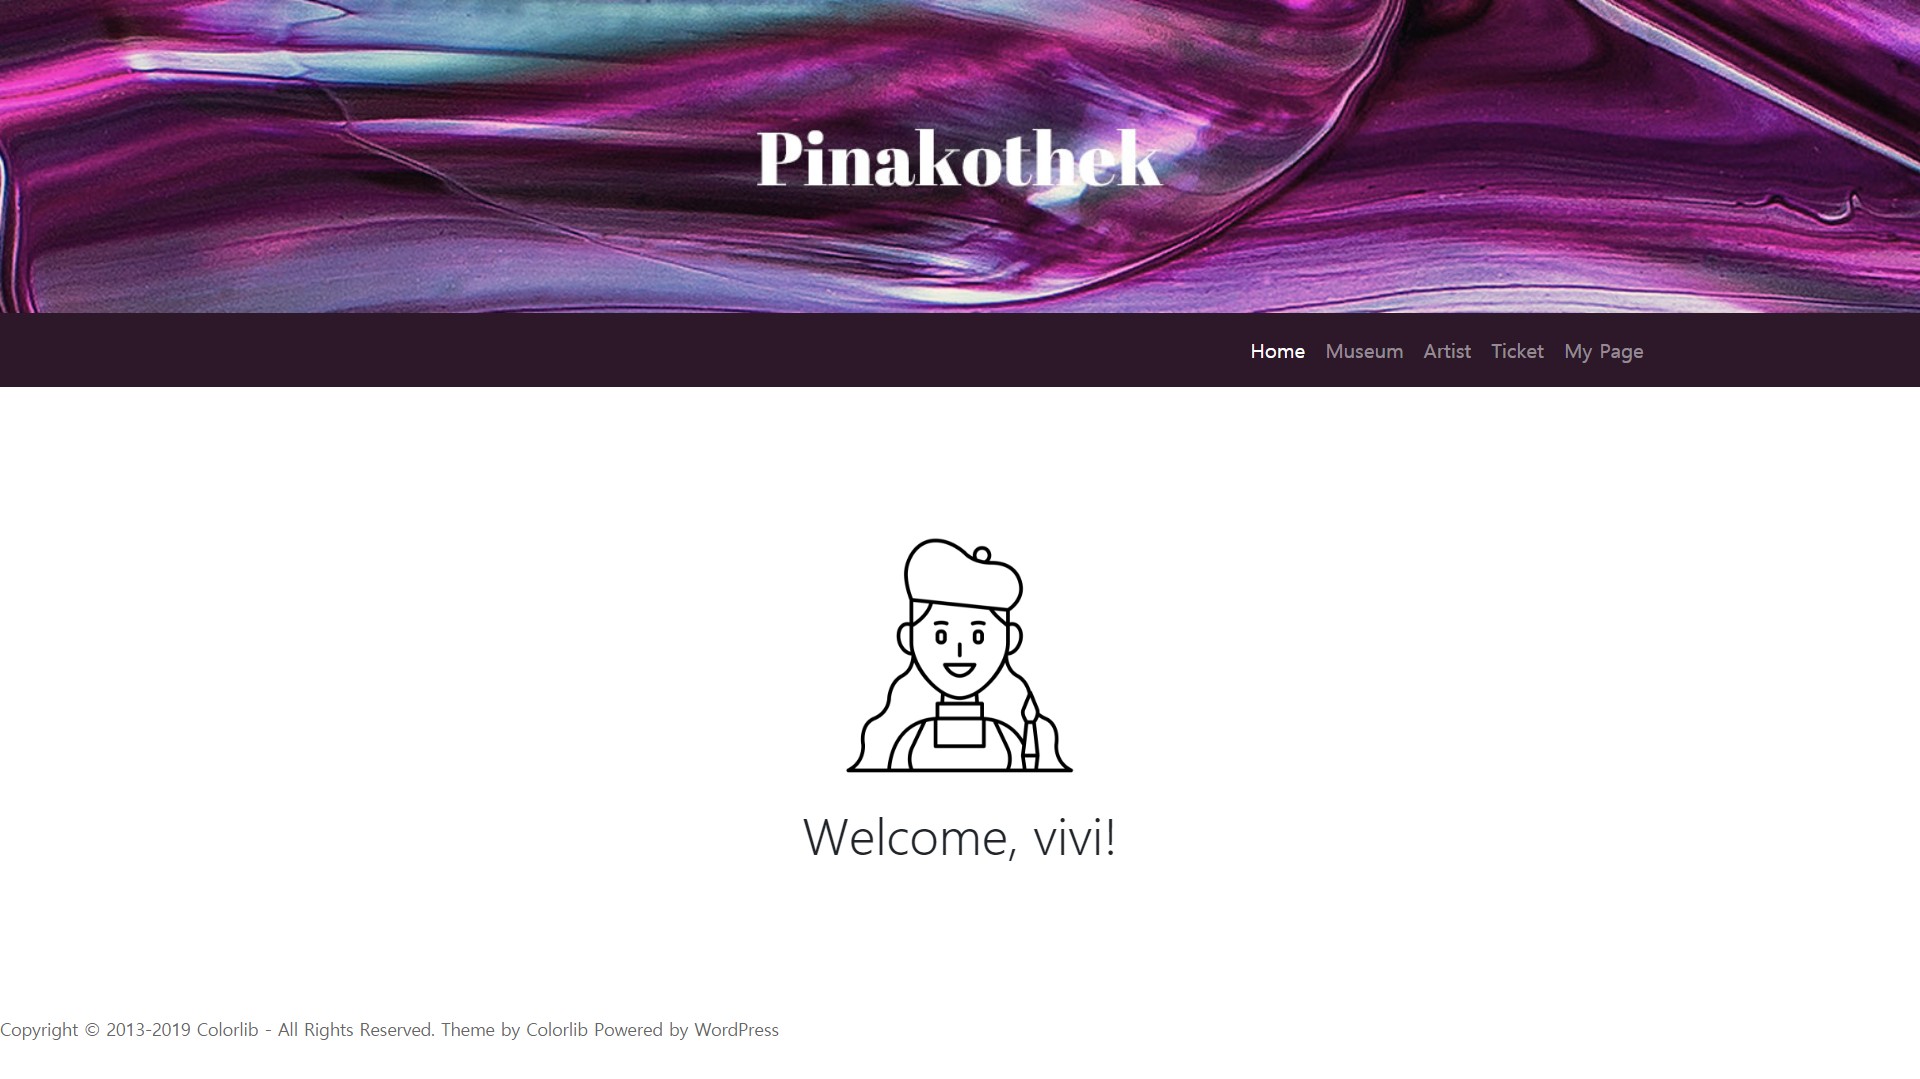 Pinakothek
Home Museum Artist Ticket My Page
Welcome, vivi!
Copyright © 2013-2019 Colorlib - All Rights Reserved. Theme by Colorlib Powered by WordPress